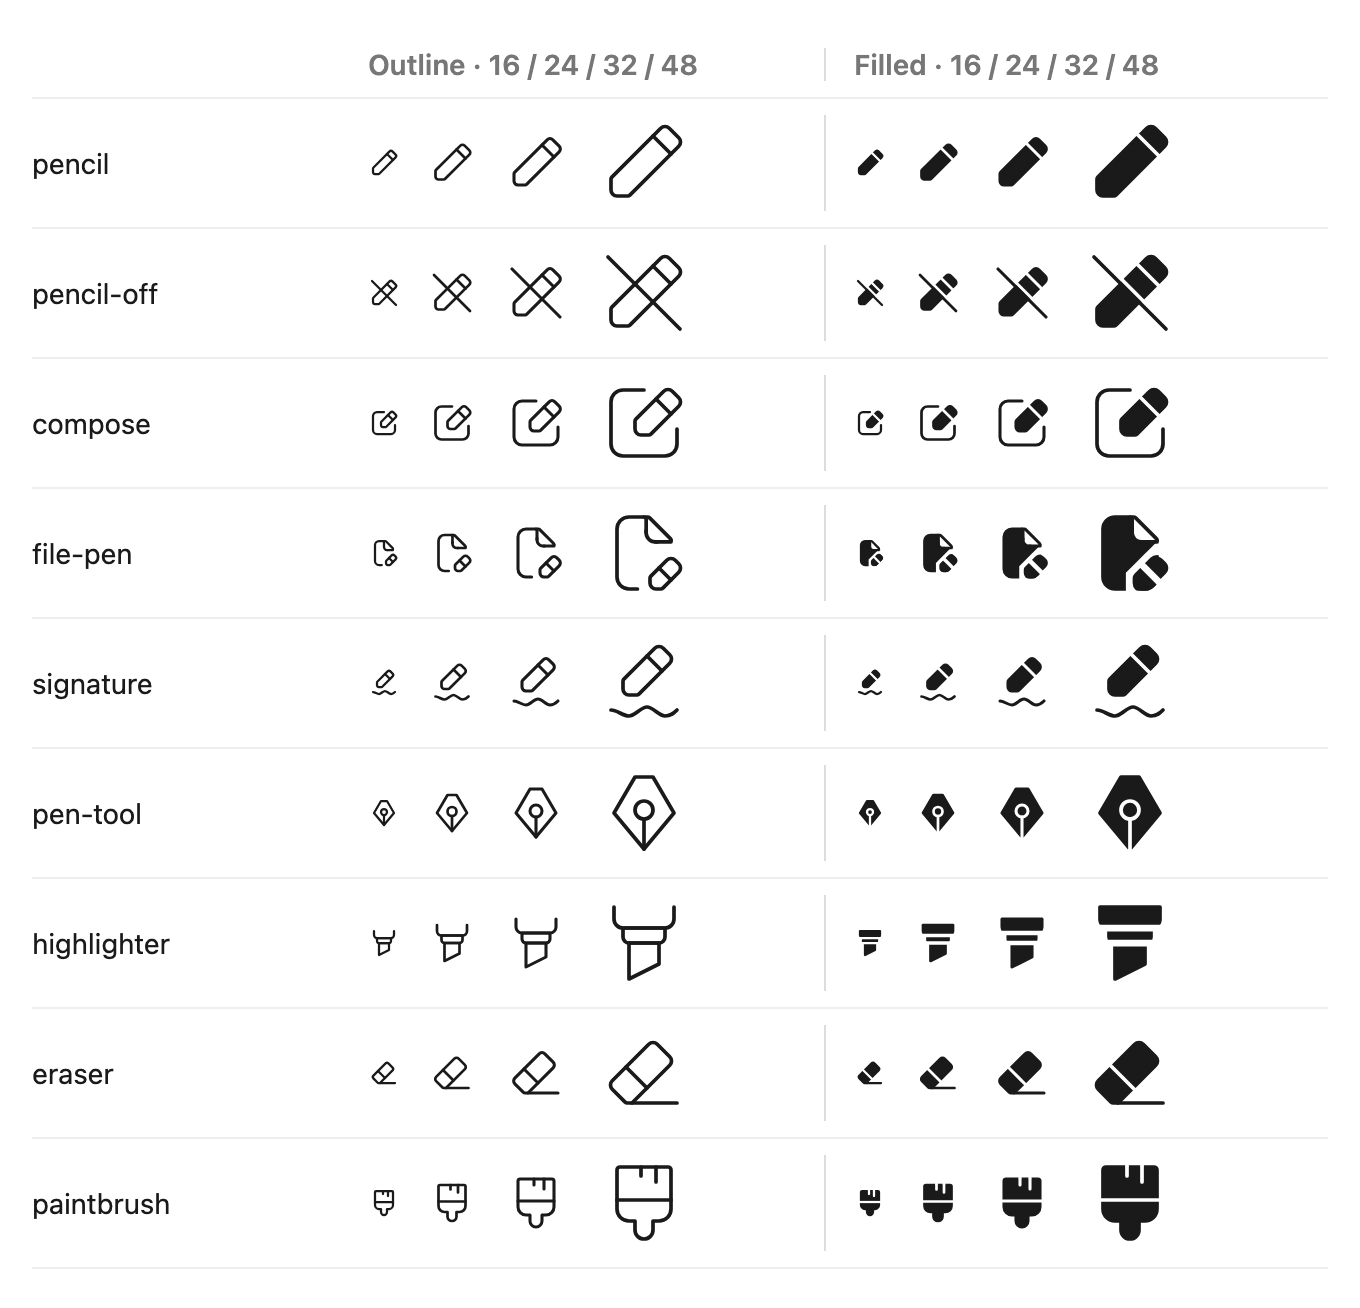 Outline · 16 / 24 / 32 / 48
Filled · 16 / 24 / 32 / 48
pencil
pencil-off
compose
file-pen
signature
pen-tool
highlighter
eraser
paintbrush